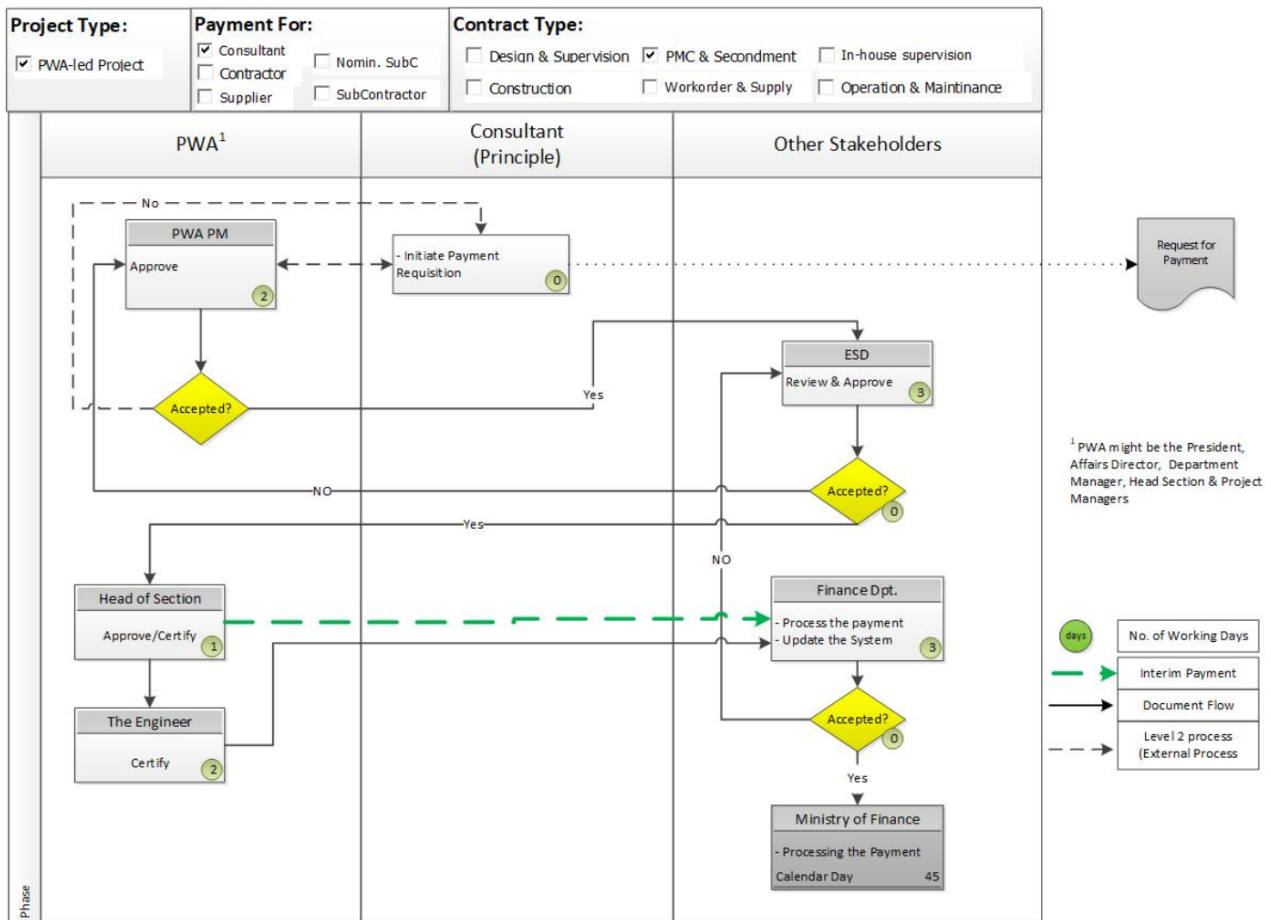 Project Type:
PWA-led Project
Payment For:
Consultant
Contractor
Supplier
Nomin. SubC
SubContractor
Contract Type:
Design & Supervision
PMC & Secondment
In-house supervision
Construction
Workorder & Supply
Operation & Maintinance
PWA1
Consultant
(Principle)
Other Stakeholders
No
PWA PM
Approve
2
- Initiate Payment
Requisition
0
Request for
Payment
Accepted?
Yes
ESD
Review & Approve
3
1 PWA might be the President,
Affairs Director, Department
Manager, Head Section & Project
Managers
Accepted?
0
NO
Yes
NO
Head of Section
Approve/Certify
1
Finance Dpt.
- Process the payment
- Update the System
3
The Engineer
Certify
2
Accepted?
0
Yes
Ministry of Finance
- Processing the Payment
Calendar Day 45
days
No. of Working Days
Interim Payment
Document Flow
Level 2 process
(External Process
Phase